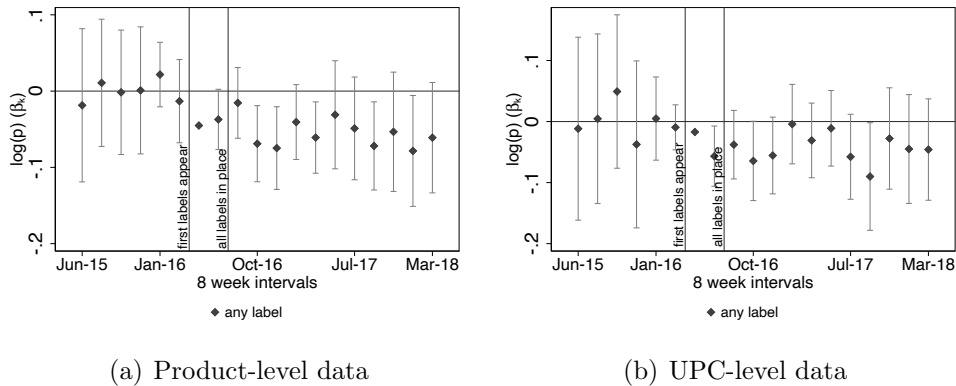 .1
0
-.1
-.2
log(p) (βk)
first labels appear
all labels in place
Jun-15 Jan-16 Oct-16 Jul-17 Mar-18
8 week intervals
any label
(a) Product-level data
.1
0
-.1
-.2
log(p) (βk)
first labels appear
all labels in place
Jun-15 Jan-16 Oct-16 Jul-17 Mar-18
8 week intervals
any label
(b) UPC-level data